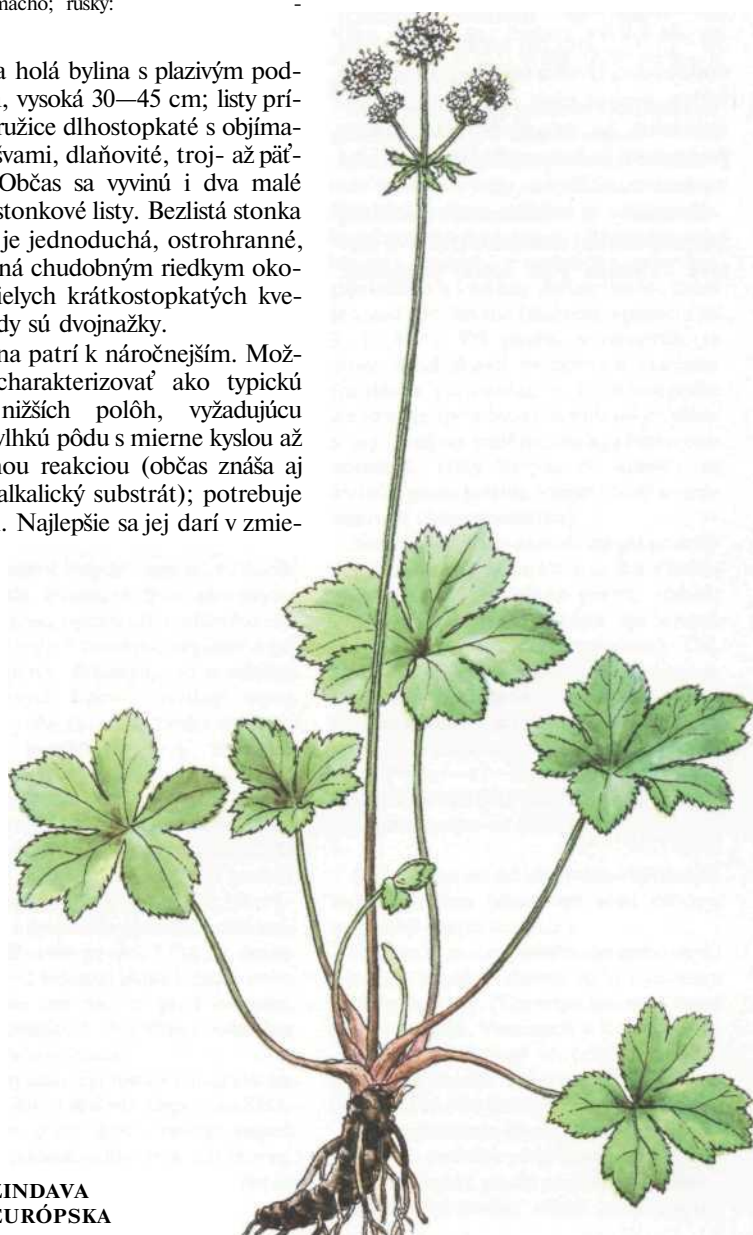 macho; rusky: -
a holá bylina s plazivým pod-
, vysoká 30—45 cm; listy prí-
ružice dlhostopkaté s objíma-
švami, dlaňovité, troj- až päť-
Občas sa vyvinú i dva malé
stonkové listy. Bezlistá stonka
je jednoduchá, ostrohranné,
ná chudobným riedkym oko-
ielych krátkostopkatých kve-
dy sú dvojnažky.
na patrí k náročnejším. Mož-
charakterizovať ako typickú
nižších polôh, vyžadujúcu
vlhkú pôdu s mierne kyslou až
nou reakciou (občas znáša aj
alkalický substrát); potrebuje
. Najlepšie sa jej darí v zmie-
ZINDAVA
EURÓPSKA